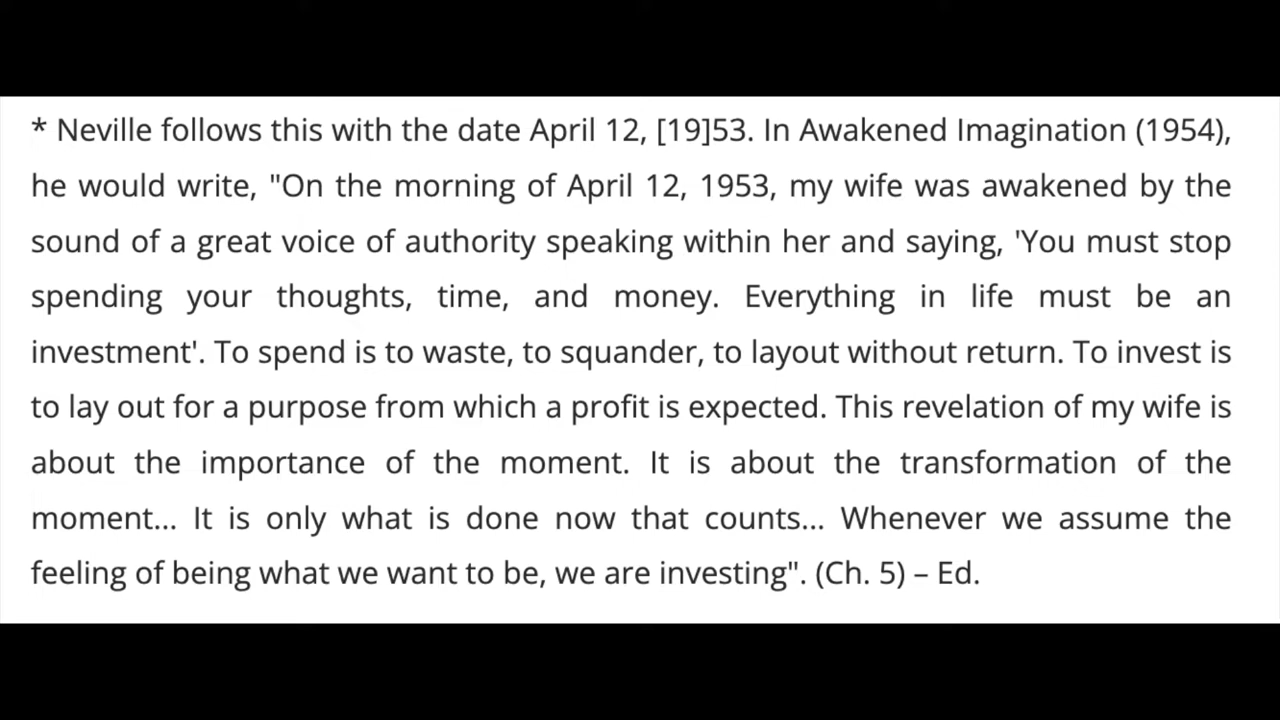 * Neville follows this with the date April 12, [19]53. In Awakened Imagination (1954),
he would write, "On the morning of April 12, 1953, my wife was awakened by the
sound of a great voice of authority speaking within her and saying, 'You must stop
spending your thoughts, time, and money. Everything in life must be an
investment'. To spend is to waste, to squander, to layout without return. To invest is
to lay out for a purpose from which a profit is expected. This revelation of my wife is
about the importance of the moment. It is about the transformation of the
moment... It is only what is done now that counts... Whenever we assume the
feeling of being what we want to be, we are investing". (Ch. 5) – Ed.